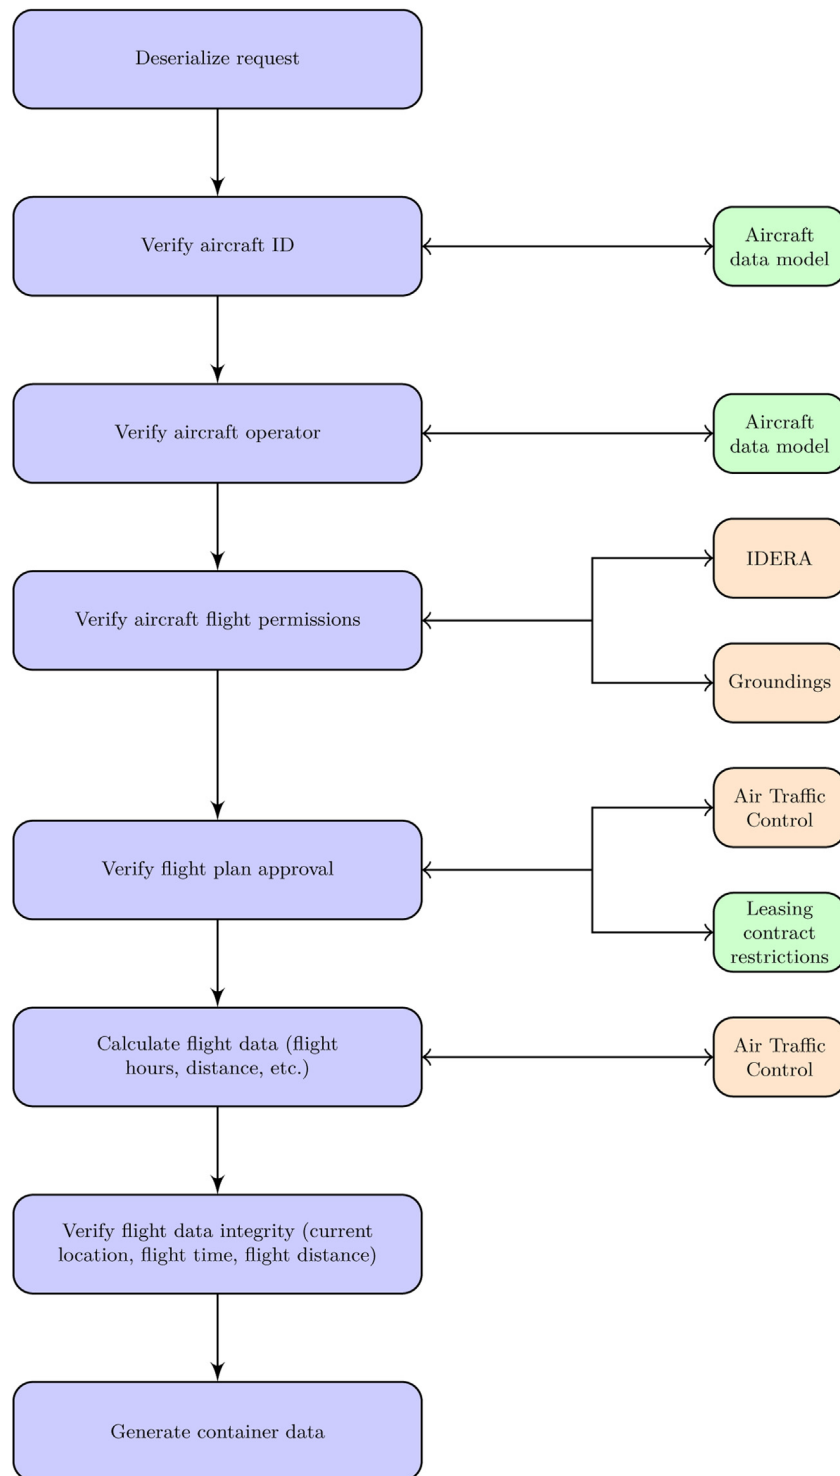 Deserialize request
Verify aircraft ID
Aircraft
data model
Verify aircraft operator
Aircraft
data model
IDERA
Verify aircraft flight permissions
Groundings
Air Traffic
Control
Verify flight plan approval
Leasing
contract
restrictions
Calculate flight data (flight
hours, distance, etc.)
Air Traffic
Control
Verify flight data integrity (current
location, flight time, flight distance)
Generate container data